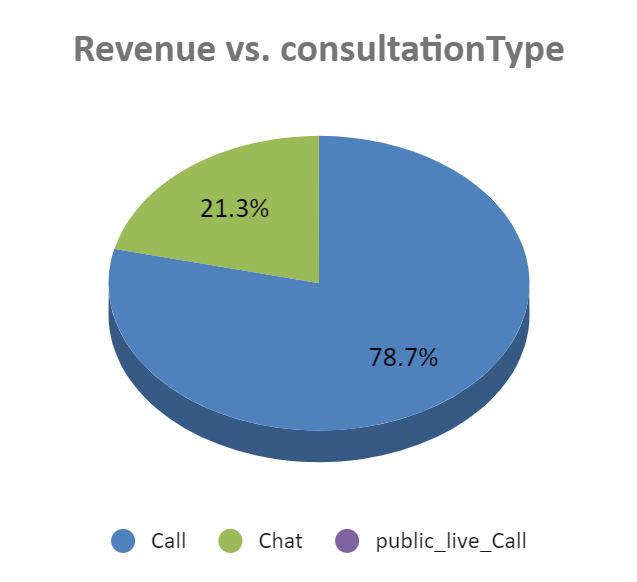 Revenue vs. consultationType
21.3%
78.7%
Call Chat public_live_Call